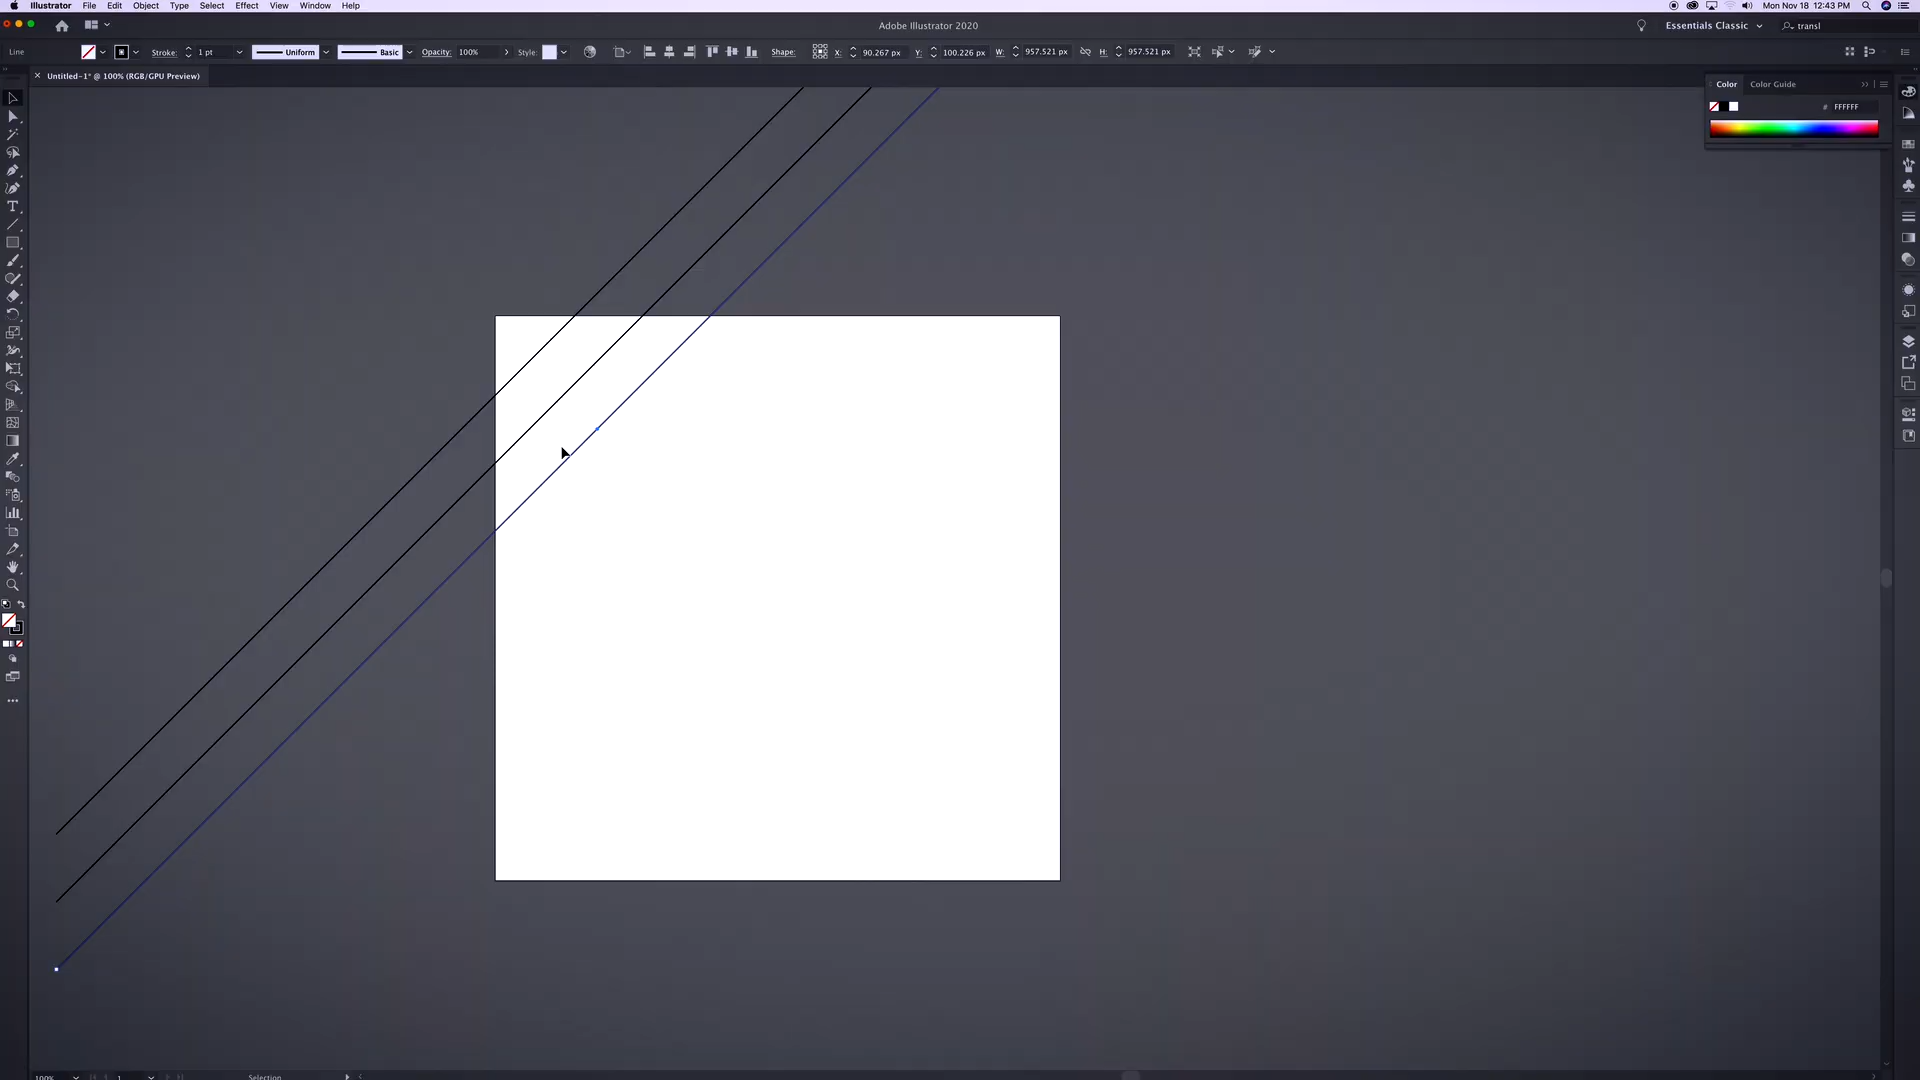 Illustrator File Edit Object Type Select Effect View Window Help Mon Nov 18 12:43 PM
Adobe Illustrator 2020 Essentials Classic transl
Line Stroke: 1 pt Uniform Basic Opacity: 100% Style: Shape: X: 90.267 px Y: 100.226 px W: 957.521 px H: 957.521 px
Untitled-1* @ 100% (RGB/GPU Preview)
Color Color Guide
# FFFFFF
100% 1 Selection